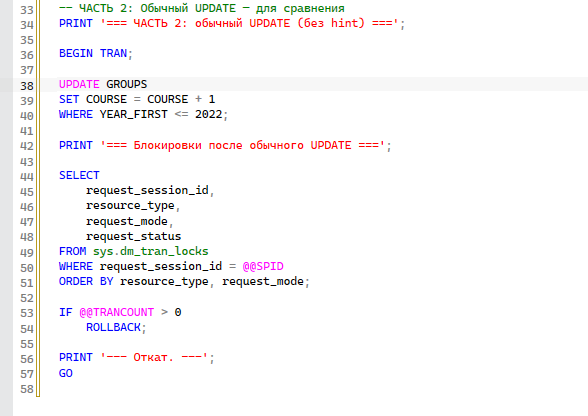 33 -- ЧАСТЬ 2: Обычный UPDATE — для сравнения
34 PRINT '=== ЧАСТЬ 2: обычный UPDATE (без hint) ===';
35
36 BEGIN TRAN;
37
38 UPDATE GROUPS
39 SET COURSE = COURSE + 1
40 WHERE YEAR_FIRST <= 2022;
41
42 PRINT '=== Блокировки после обычного UPDATE ===';
43
44 SELECT
45     request_session_id,
46     resource_type,
47     request_mode,
48     request_status
49 FROM sys.dm_tran_locks
50 WHERE request_session_id = @@SPID
51 ORDER BY resource_type, request_mode;
52
53 IF @@TRANCOUNT > 0
54     ROLLBACK;
55
56 PRINT '=== Откат. ===';
57 GO
58